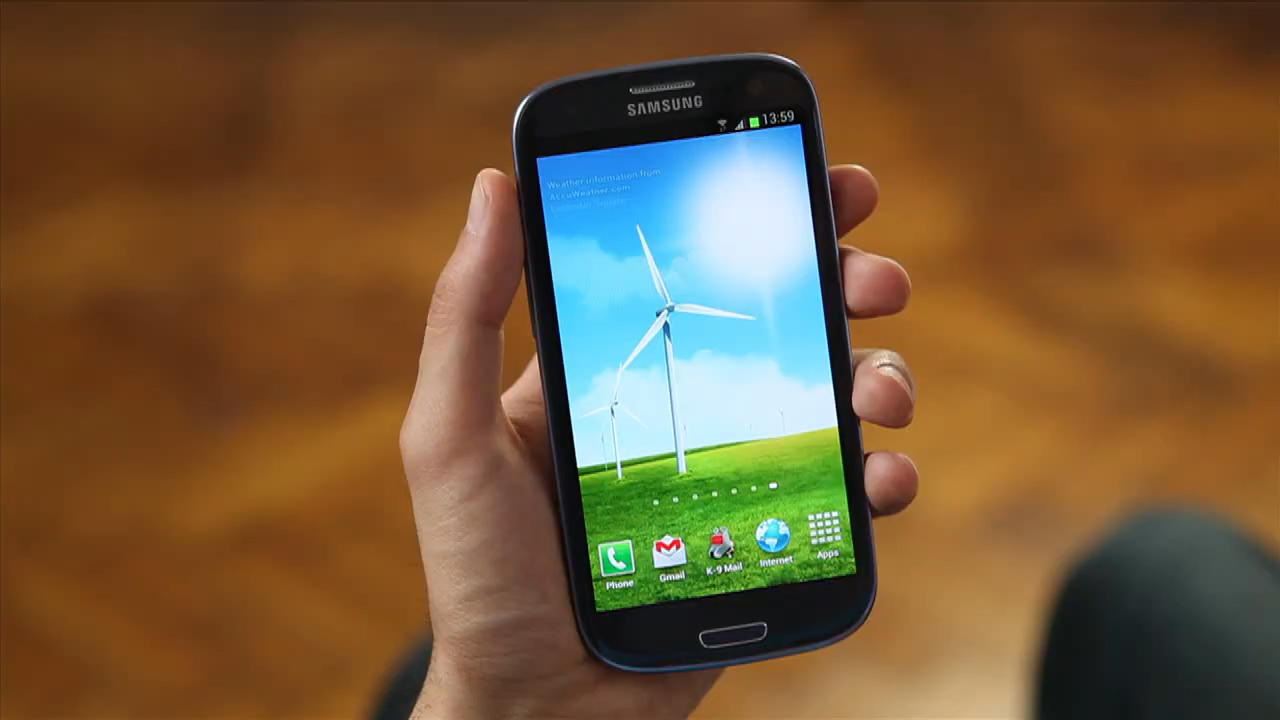 SAMSUNG
13:59
Weather information from
AccuWeather.com
Phone
Gmail
K-9 Mail
Internet
Apps